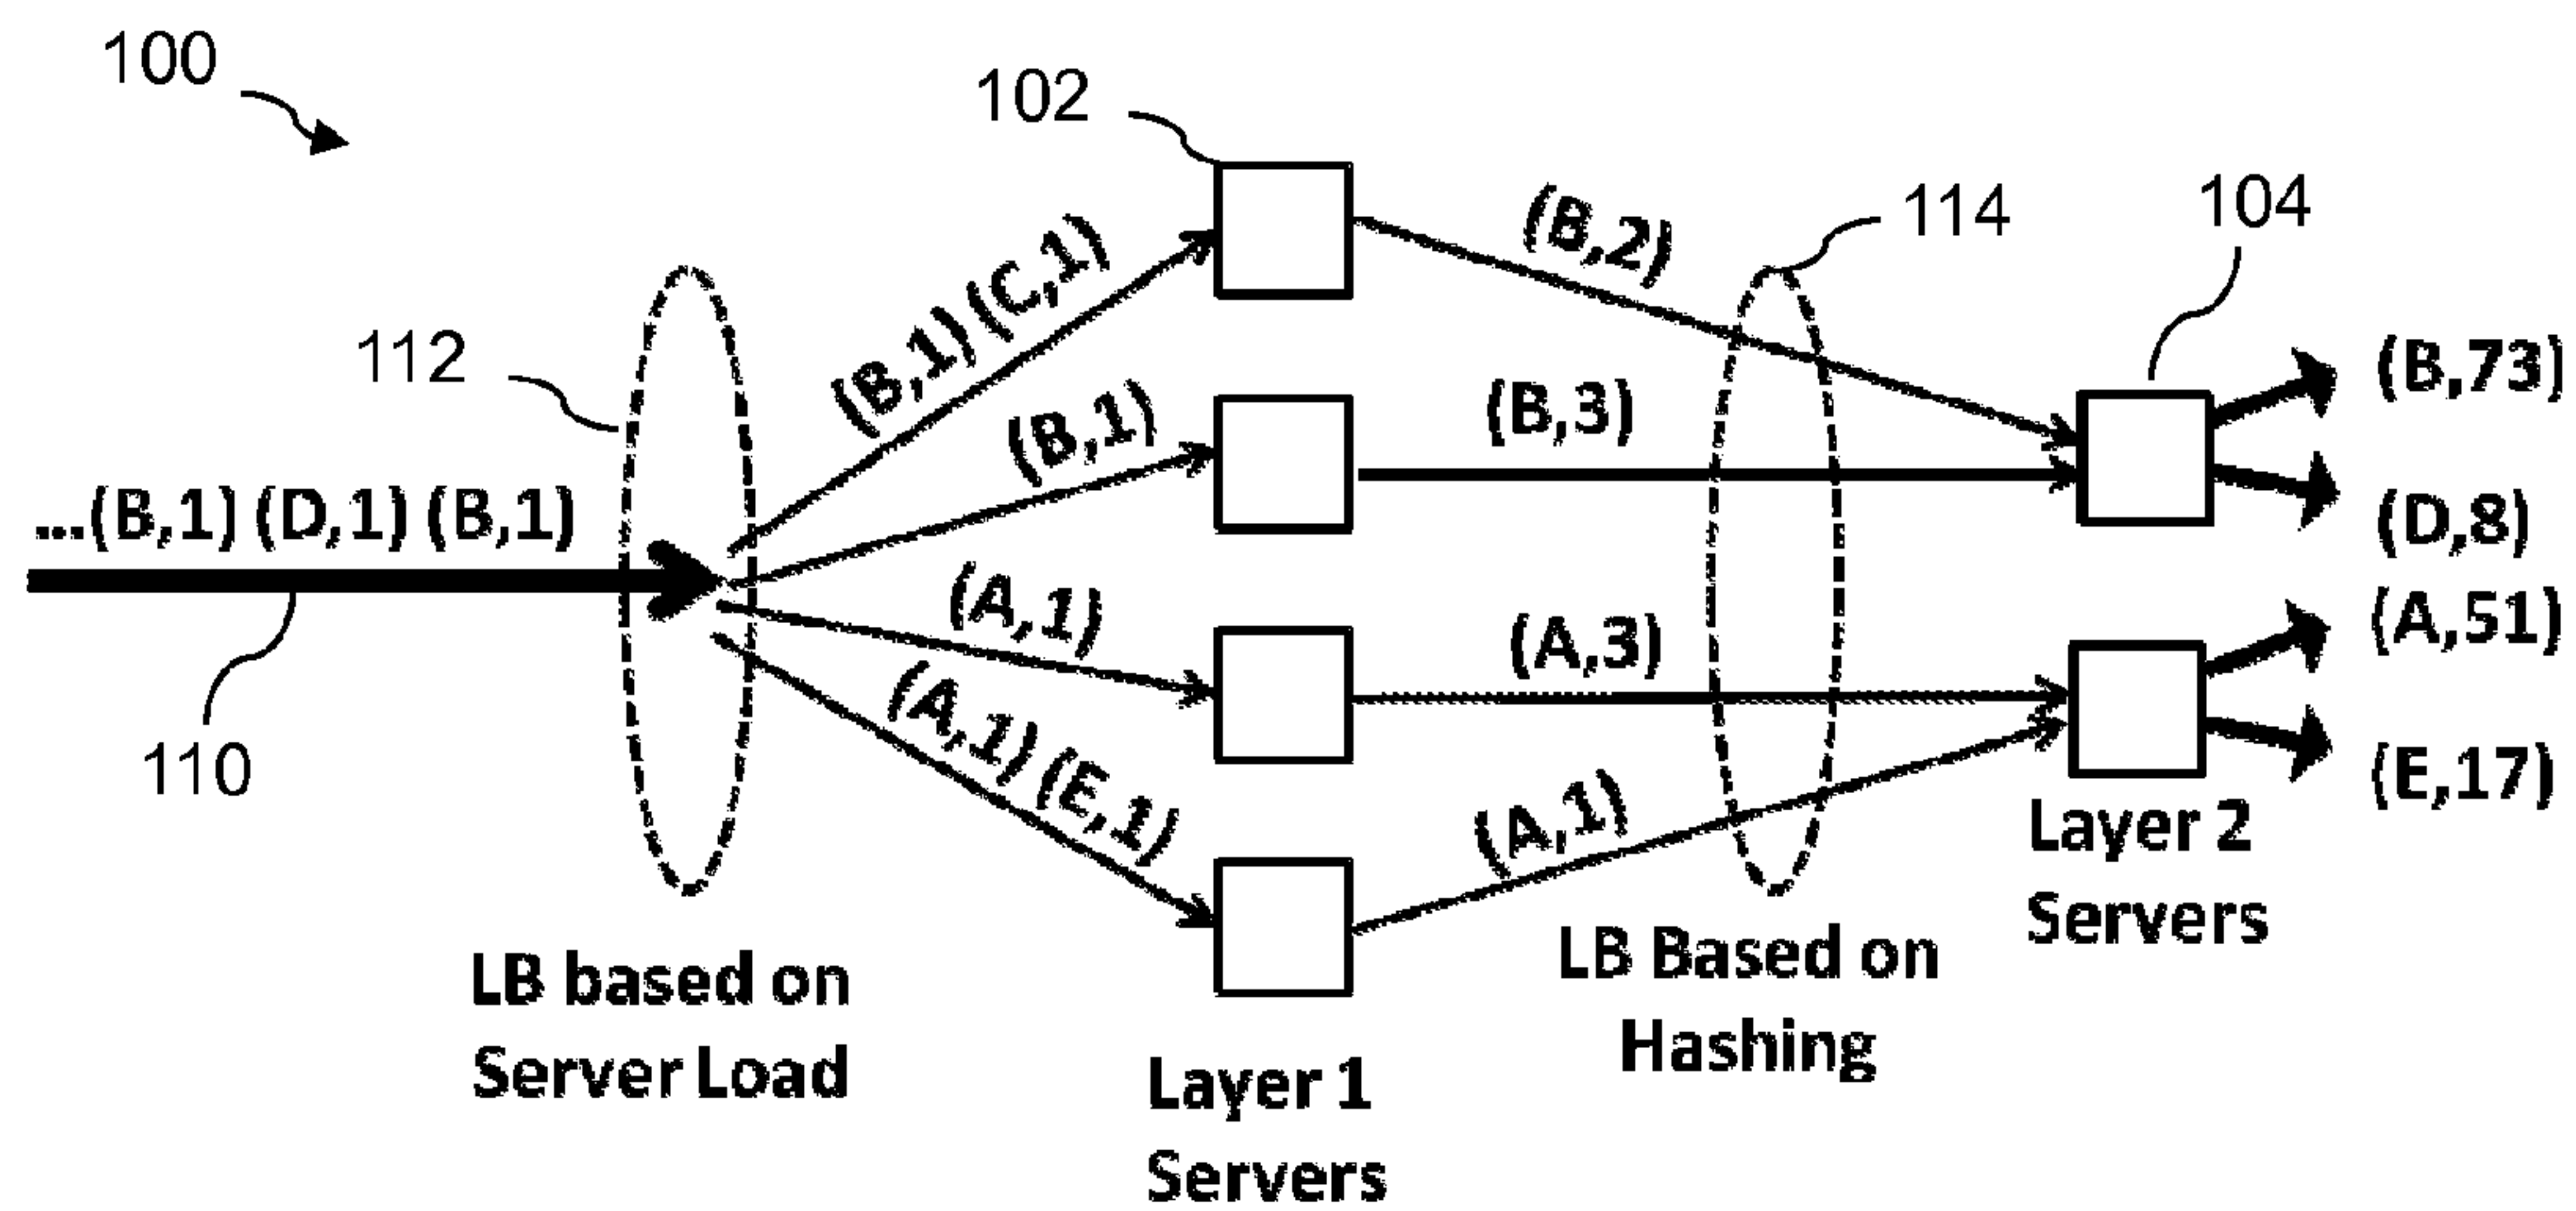 100
102
114
104
112
(B,1) (C,1)
(B,2)
(B,73)
(B,1)
(B,3)
...(B,1) (D,1) (B,1)
(D,8)
(A,1)
(A,3)
(A,51)
110
(A,1) (E,1)
(A,1)
(E,17)
Layer 2
Servers
LB based on
Server Load
LB Based on
Hashing
Layer 1
Servers